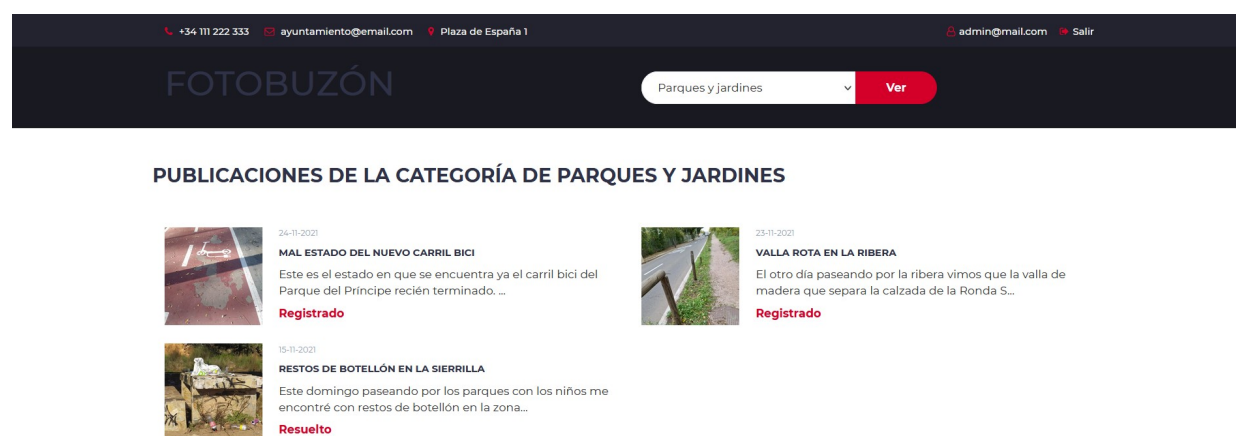 +34 111 222 333 ayuntamiento@email.com Plaza de España 1 admin@mail.com Salir
FOTOBUZÓN
Parques y jardines Ver
PUBLICACIONES DE LA CATEGORÍA DE PARQUES Y JARDINES
24-11-2021
MAL ESTADO DEL NUEVO CARRIL BICI
Este es el estado en que se encuentra ya el carril bici del
Parque del Príncipe recién terminado. ...
Registrado
23-11-2021
VALLA ROTA EN LA RIBERA
El otro día paseando por la ribera vimos que la valla de
madera que separa la calzada de la Ronda S...
Registrado
15-11-2021
RESTOS DE BOTELLÓN EN LA SIERRILLA
Este domingo paseando por los parques con los niños me
encontré con restos de botellón en la zona...
Resuelto